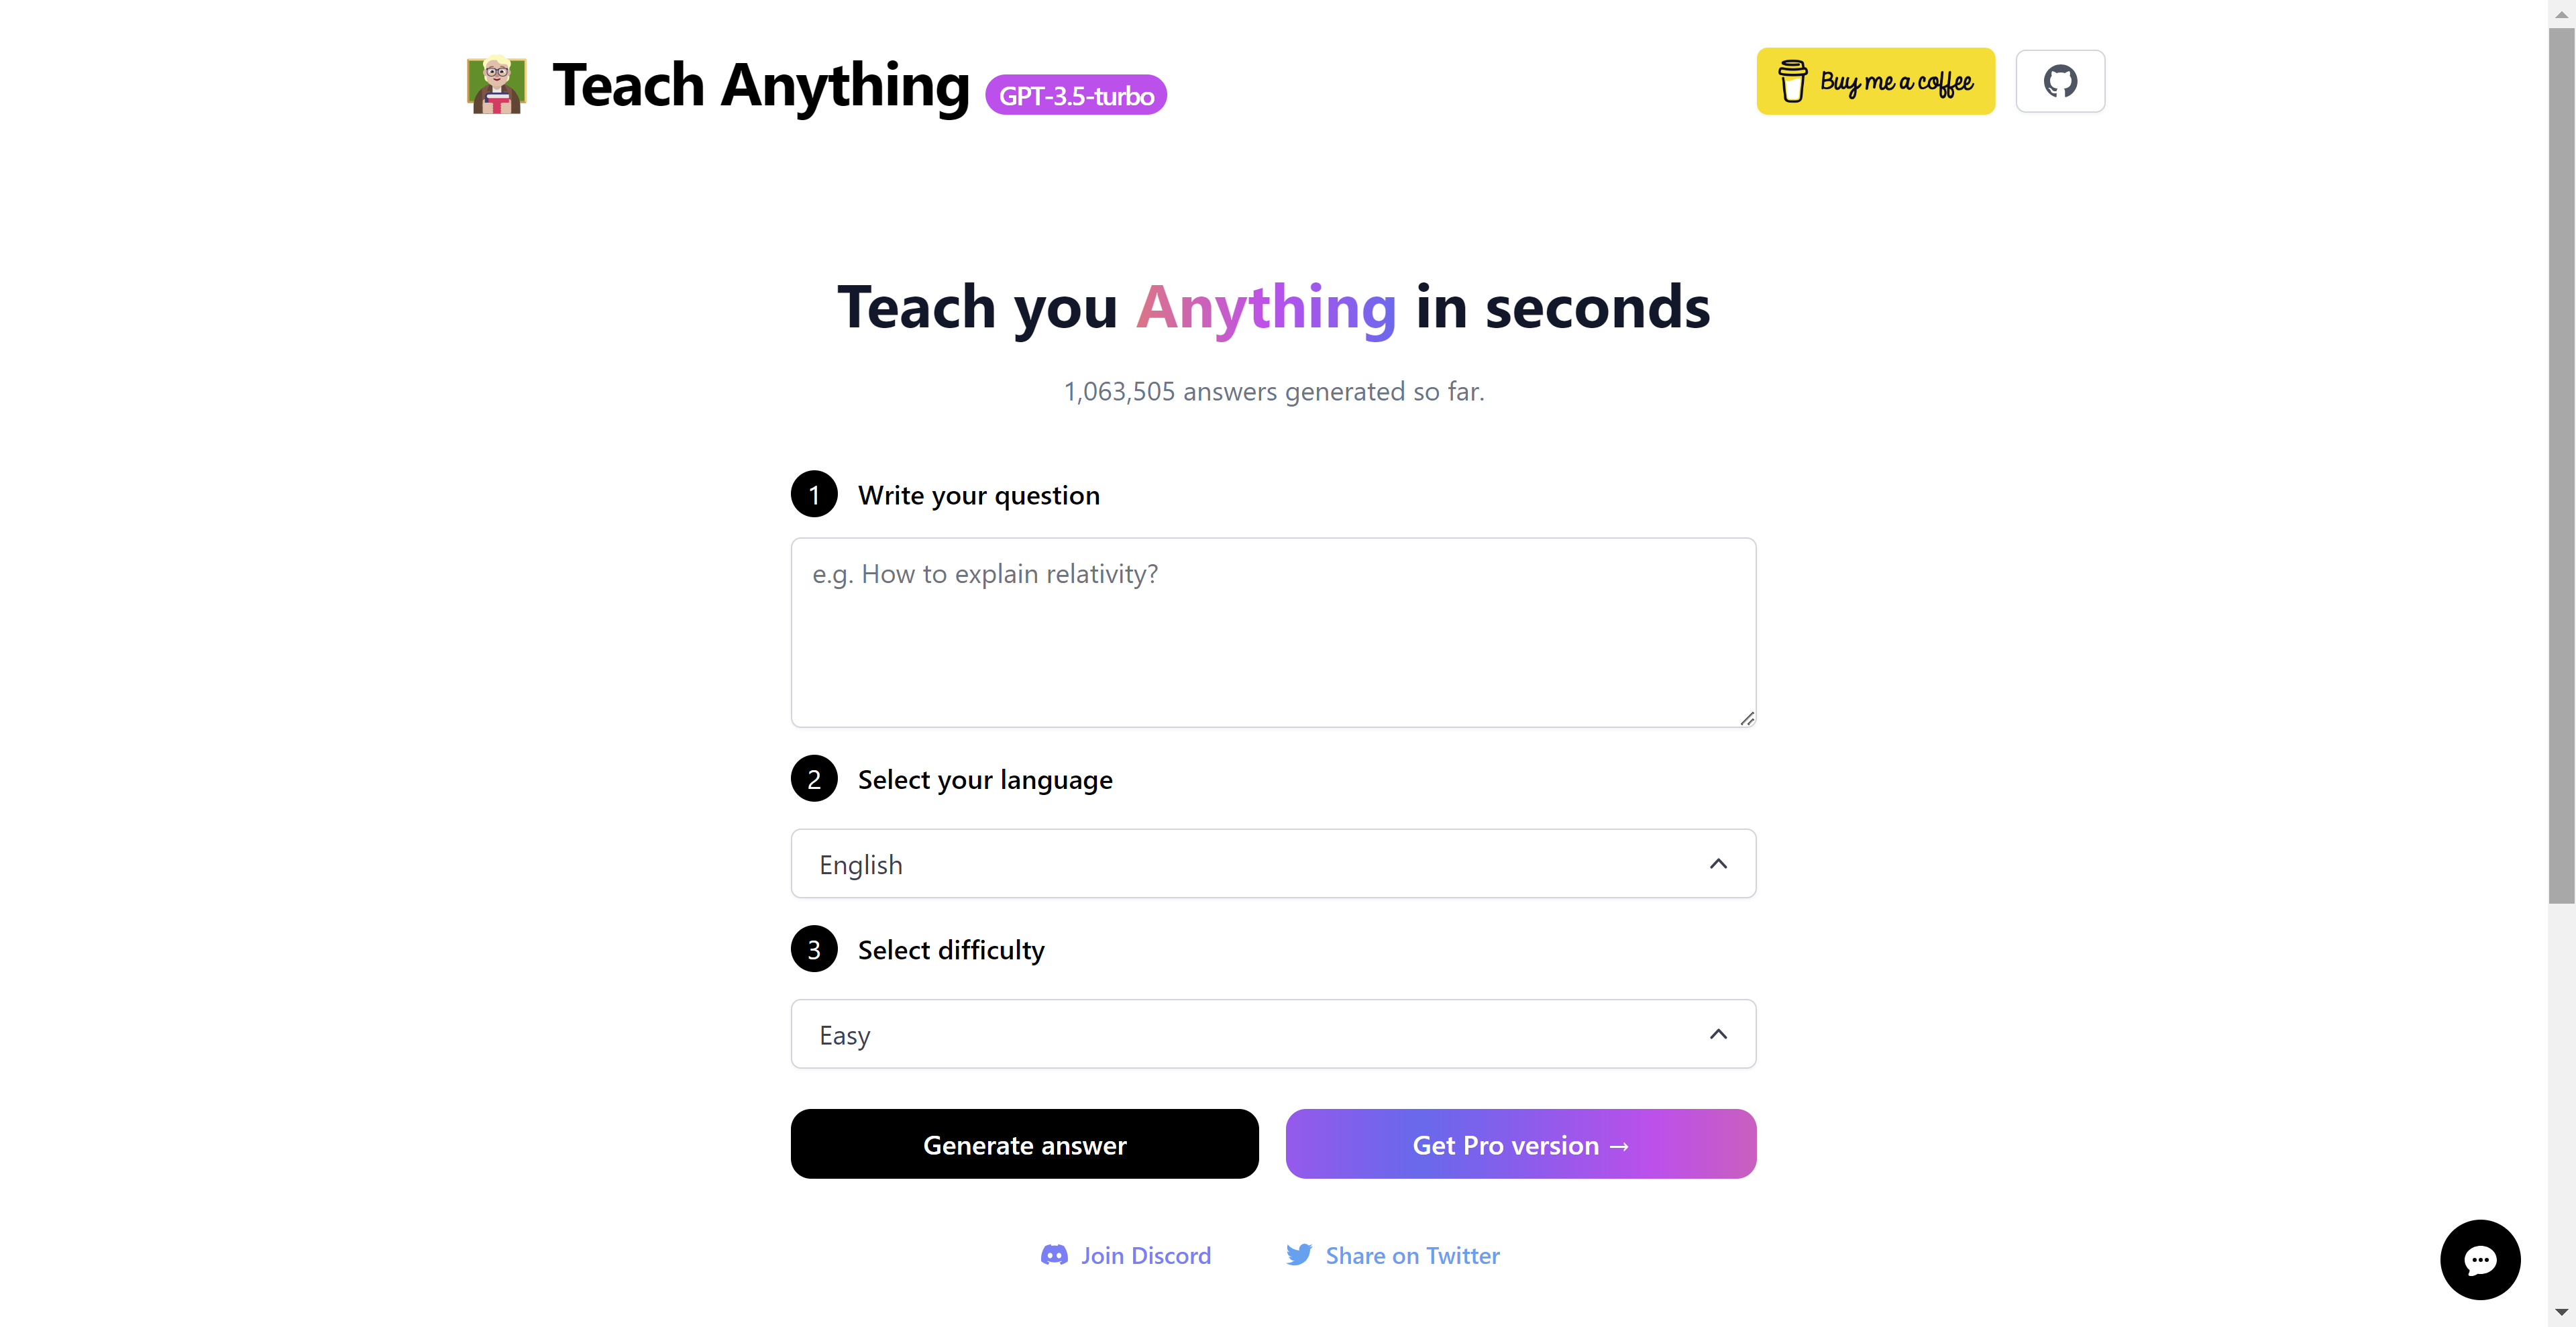 Teach Anything GPT-3.5-turbo
Buy me a coffee
Teach you Anything in seconds
1,063,505 answers generated so far.
1 Write your question
e.g. How to explain relativity?
2 Select your language
English
3 Select difficulty
Easy
Generate answer
Get Pro version →
Join Discord
Share on Twitter